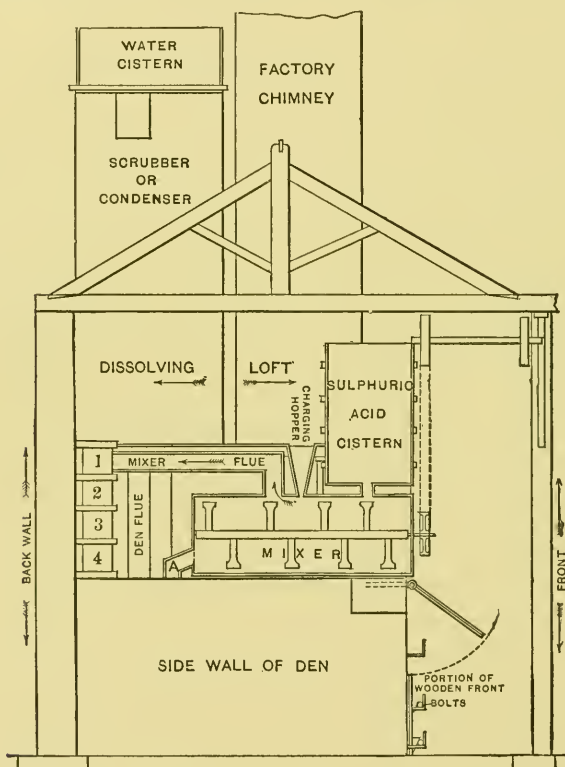 WATER
CISTERN
FACTORY
CHIMNEY
SCRUBBER
OR
CONDENSER
DISSOLVING
LOFT
CHARGING
HOPPER
SULPHURIC
ACID
CISTERN
1
MIXER
FLUE
2
3
4
DEN FLUE
A
MIXER
BACK WALL
FRONT
SIDE WALL OF DEN
PORTION OF
WOODEN FRONT
BOLTS